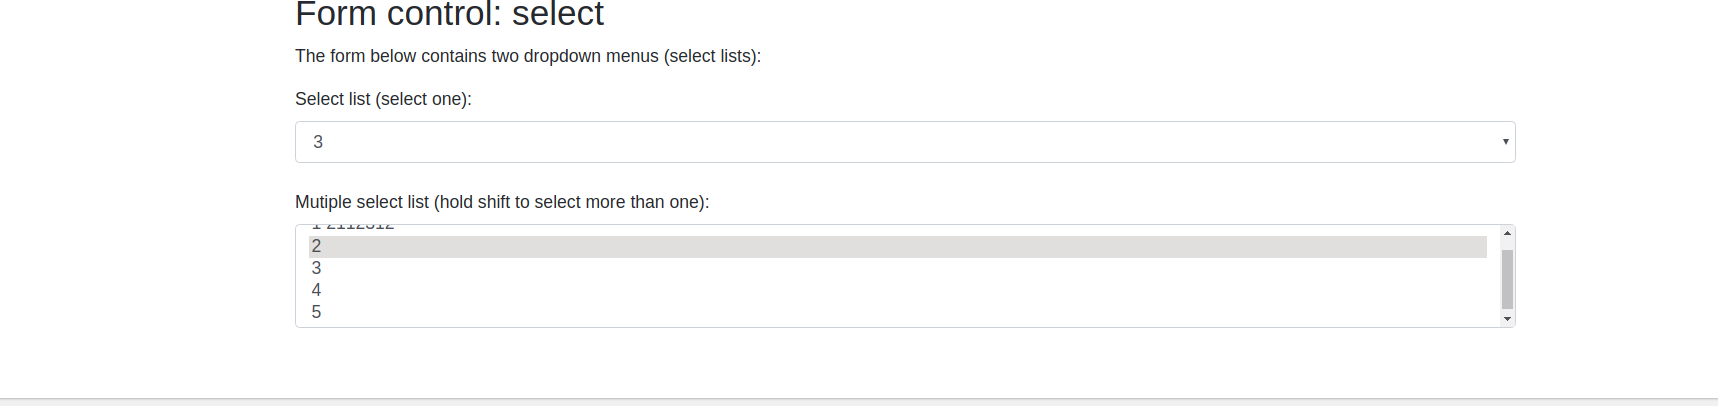 Form control: select
The form below contains two dropdown menus (select lists):
Select list (select one):
3
Mutiple select list (hold shift to select more than one):
2
3
4
5